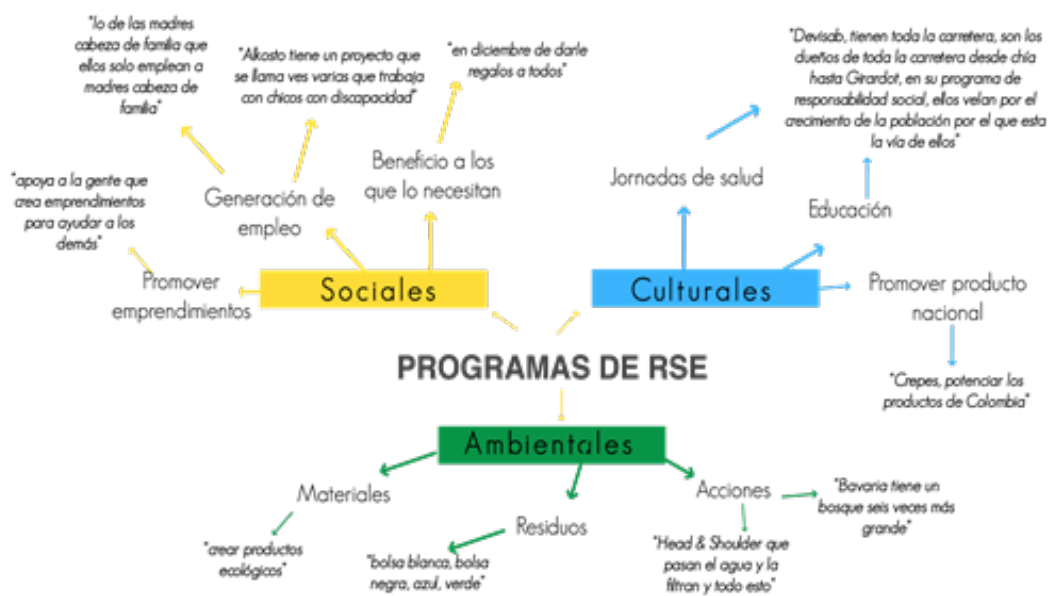 "lo de las madres
cabeza de familia que
ellos solo emplean a
madres cabeza de
familia"
"Alkosto tiene un proyecto que
se llama ves varias que trabaja
con chicos con discapacidad"
"en diciembre de darle
regalos a todos"
"Devisab, tienen toda la carretera, son los
dueños de toda la carretera desde chía
hasta Girardot, en su programa de
responsabilidad social, ellos velan por el
crecimiento de la población por el que esta
la vía de ellos"
"apoya a la gente que
crea emprendimientos
para ayudar a los
demás"
Generación de
empleo
Beneficio a los
que lo necesitan
Jornadas de salud
Educación
Promover
emprendimientos
Sociales
Culturales
Promover producto
nacional
PROGRAMAS DE RSE
"Crepes, potenciar los
productos de Colombia"
Ambientales
Materiales
Residuos
Acciones
"Bavaria tiene un
bosque seis veces más
grande"
"crear productos
ecológicos"
"bolsa blanca, bolsa
negra, azul, verde"
"Head & Shoulder que
pasan el agua y la
filtran y todo esto"